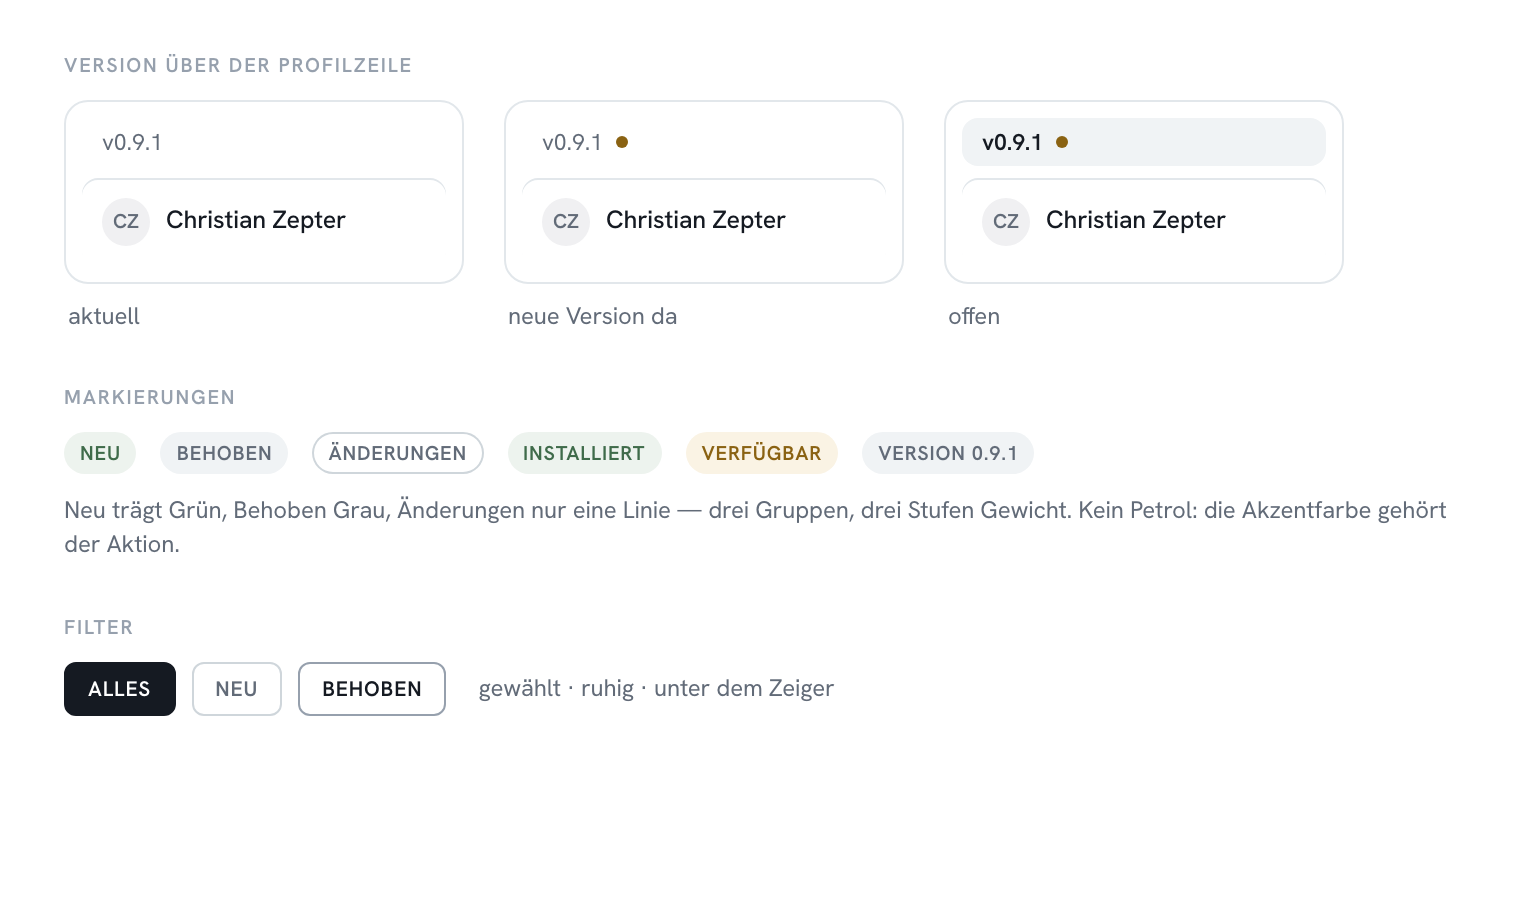 VERSION ÜBER DER PROFILZEILE
v0.9.1
CZ Christian Zepter
aktuell
v0.9.1
CZ Christian Zepter
neue Version da
v0.9.1
CZ Christian Zepter
offen
MARKIERUNGEN
NEU BEHOBEN ÄNDERUNGEN INSTALLIERT VERFÜGBAR VERSION 0.9.1
Neu trägt Grün, Behoben Grau, Änderungen nur eine Linie — drei Gruppen, drei Stufen Gewicht. Kein Petrol: die Akzentfarbe gehört
der Aktion.
FILTER
ALLES NEU BEHOBEN gewählt · ruhig · unter dem Zeiger